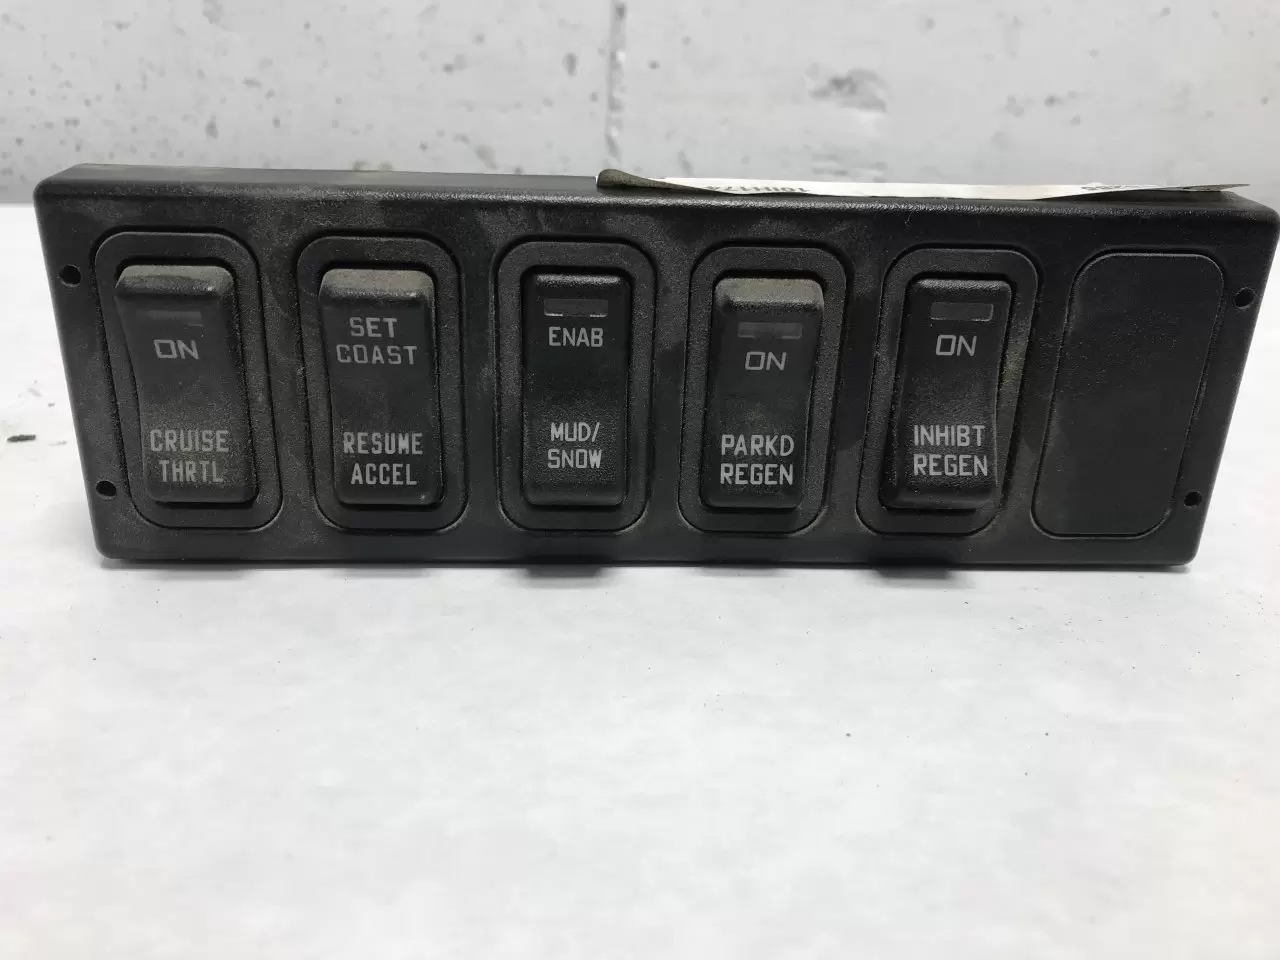 ON
CRUISE
THRTL
SET
COAST
RESUME
ACCEL
ENAB
MUD/
SNOW
ON
PARKD
REGEN
ON
INHIBT
REGEN